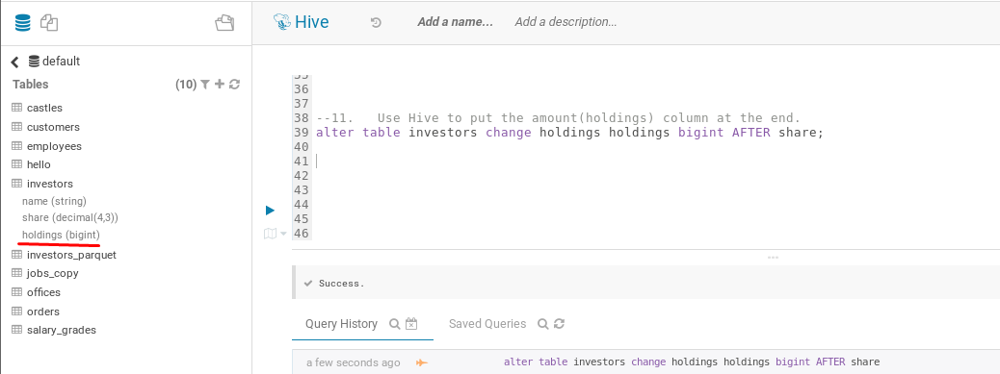 Hive
Add a name...
Add a description...
default
Tables
(10)
castles
customers
employees
hello
investors
name (string)
share (decimal(4,3))
holdings (bigint)
investors_parquet
jobs_copy
offices
orders
salary_grades
35
36
37
38 --11.   Use Hive to put the amount(holdings) column at the end.
39 alter table investors change holdings holdings bigint AFTER share;
40
41
42
43
44
45
46
Success.
Query History
Saved Queries
a few seconds ago alter table investors change holdings holdings bigint AFTER share